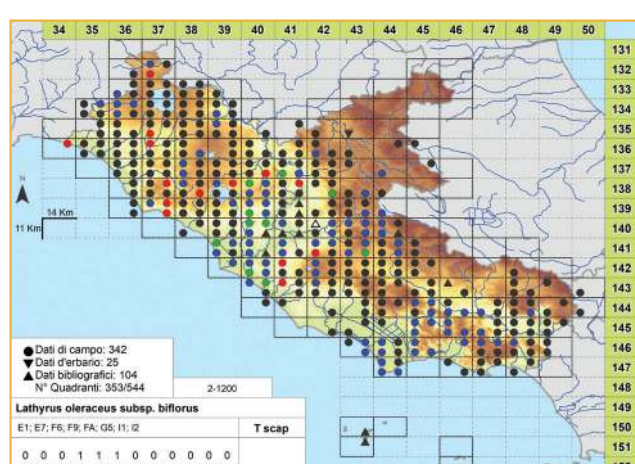 34 35 36 37 38 39 40 41 42 43 44 45 46 47 48 49 50
131
132
133
134
135
136
137
138
139
140
141
142
143
144
145
146
147
148
149
150
151
N
14 Km
11 Km
● Dati di campo: 342
▼ Dati d'erbario: 25
▲ Dati bibliografici: 104
N° Quadranti: 353/544
2-1200
Lathyrus oleraceus subsp. biflorus
E1; E7; F6; F9; FA; G5; I1; I2
T scap
0 0 0 1 1 1 0 0 0 0 0 0